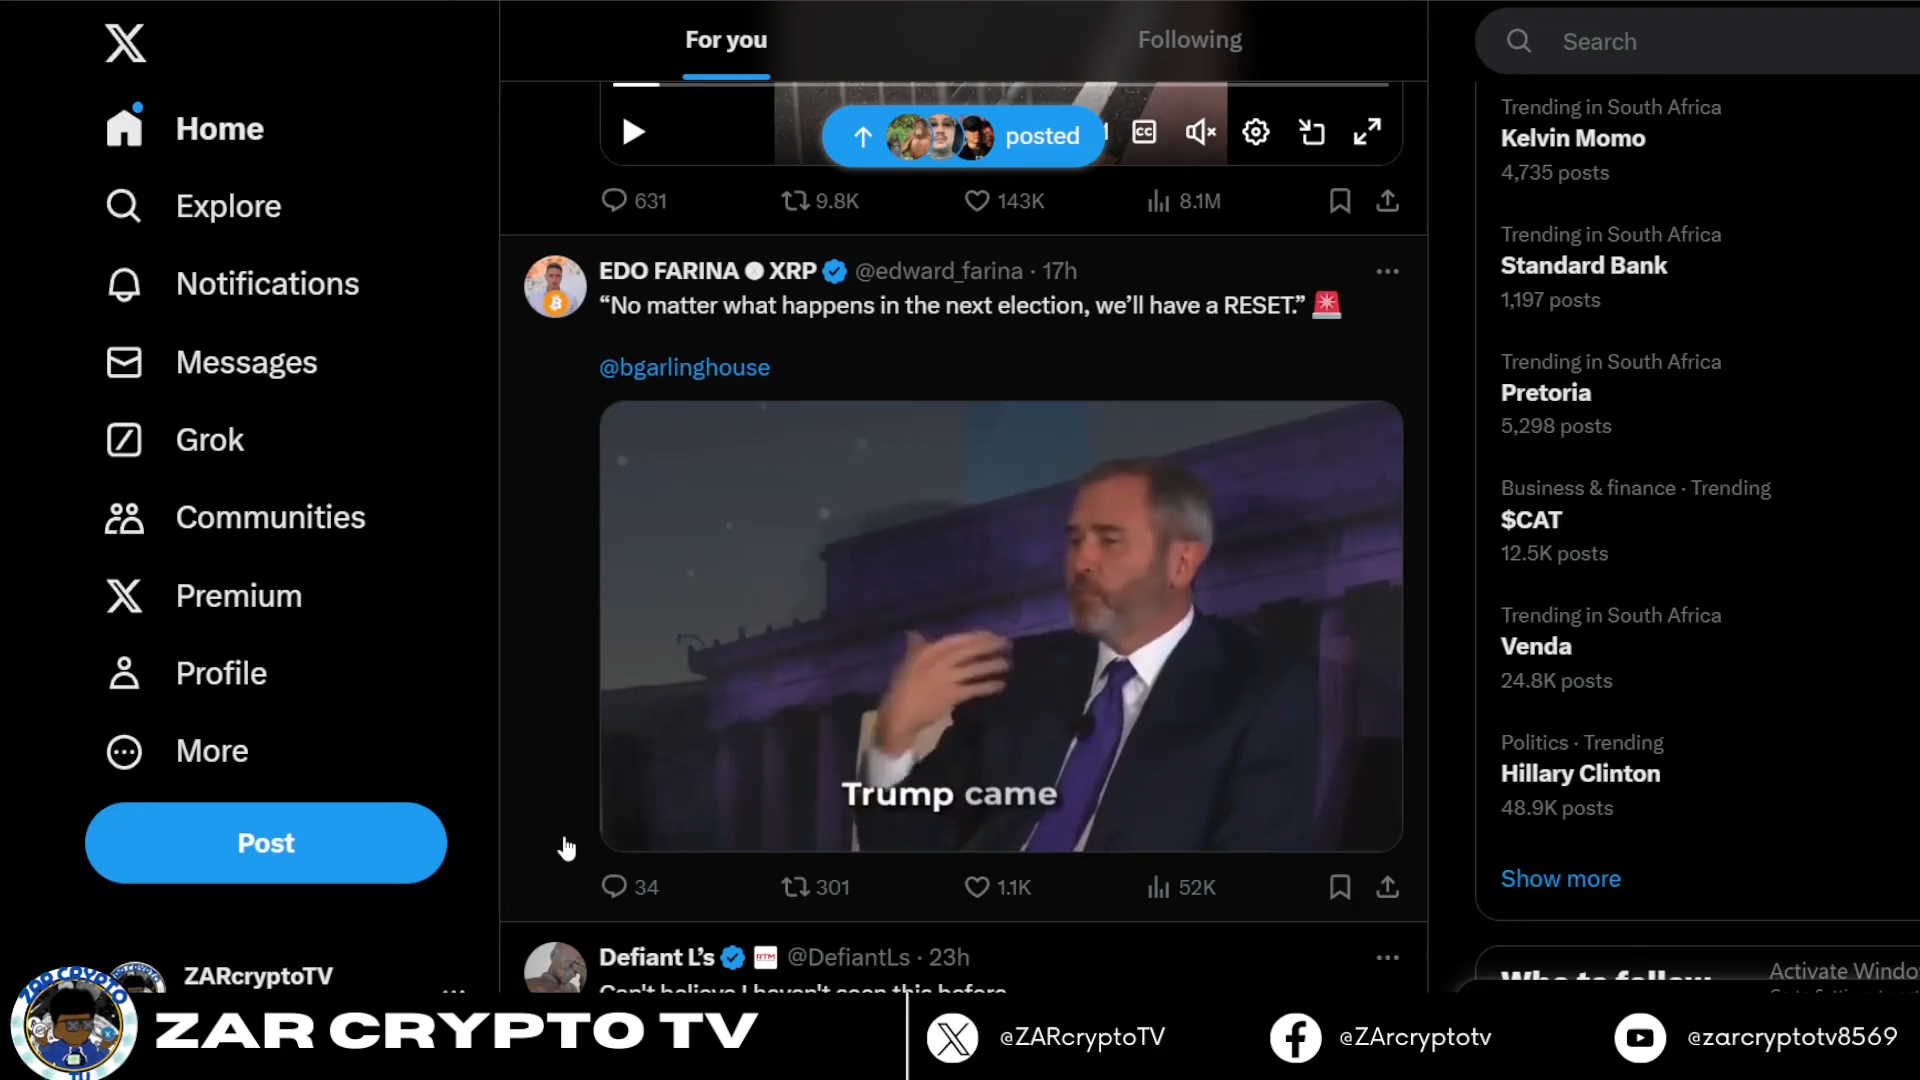 For you
Following
Search
Home
Explore
Notifications
Messages
Grok
Communities
Premium
Profile
More
Post
ZARcryptoTV
posted
CC
631
9.8K
143K
8.1M
EDO FARINA XRP @edward_farina · 17h
“No matter what happens in the next election, we’ll have a RESET.”
@bgarlinghouse
Trump came
34
301
1.1K
52K
Defiant L’s RTM @DefiantLs · 23h
Can't believe I haven't seen this before
Trending in South Africa
Kelvin Momo
4,735 posts
Trending in South Africa
Standard Bank
1,197 posts
Trending in South Africa
Pretoria
5,298 posts
Business & finance · Trending
$CAT
12.5K posts
Trending in South Africa
Venda
24.8K posts
Politics · Trending
Hillary Clinton
48.9K posts
Show more
Who to follow
Activate Windo
ZAR CRYPTO TV
ZAR CRYPTO TV
@ZARcryptoTV
@ZArcryptotv
@zarcryptotv8569